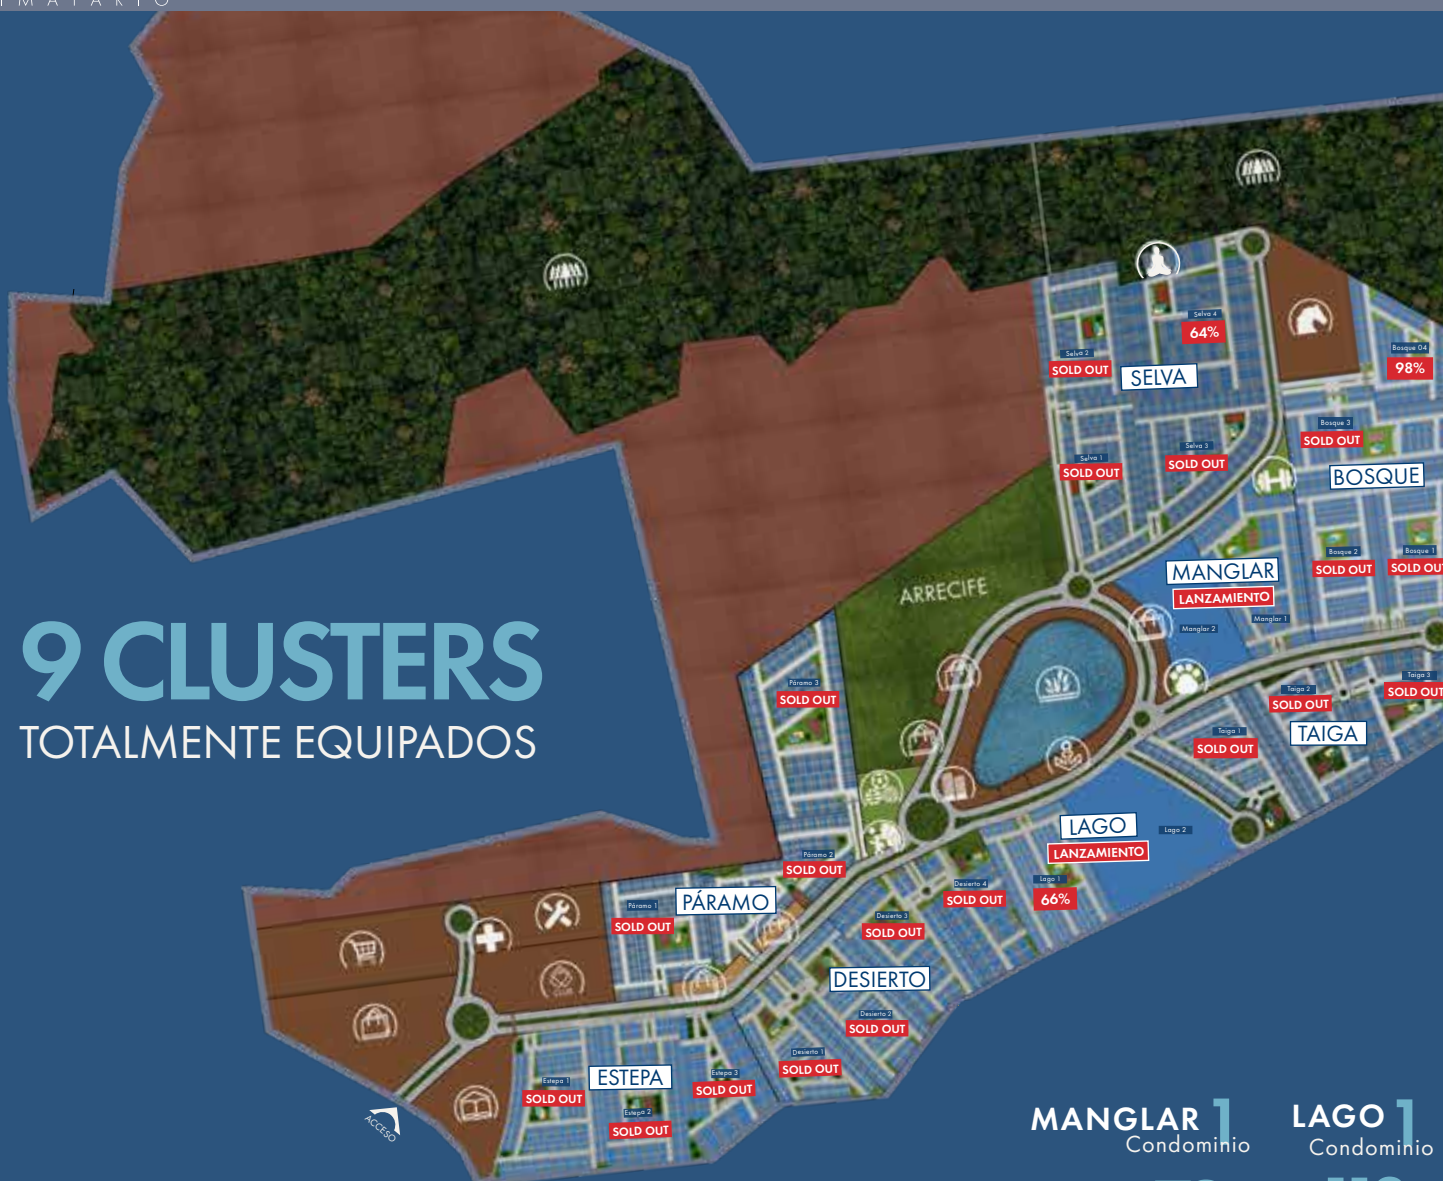 Selva 4
64%
Selva 2
SOLD OUT
SELVA
Bosque 04
98%
Bosque 3
SOLD OUT
Selva 3
SOLD OUT
Selva 1
SOLD OUT
BOSQUE
Bosque 2
SOLD OUT
Bosque 1
SOLD OU
MANGLAR
LANZAMIENTO
Manglar 1
Manglar 2
ARRECIFE
9 CLUSTERS
TOTALMENTE EQUIPADOS
Páramo 3
SOLD OUT
Taiga 3
SOLD OUT
Taiga 2
SOLD OUT
Taiga 1
SOLD OUT
TAIGA
LAGO
LANZAMIENTO
Lago 2
Lago 1
66%
Páramo 2
SOLD OUT
Desierto 4
SOLD OUT
PÁRAMO
Páramo 1
SOLD OUT
Desierto 3
SOLD OUT
DESIERTO
Desierto 2
SOLD OUT
Desierto 1
SOLD OUT
CLUB
ESTEPA
Estepa 1
SOLD OUT
Estepa 2
SOLD OUT
Estepa 3
SOLD OUT
ACCESO
MANGLAR 1
Condominio
LAGO 1
Condominio